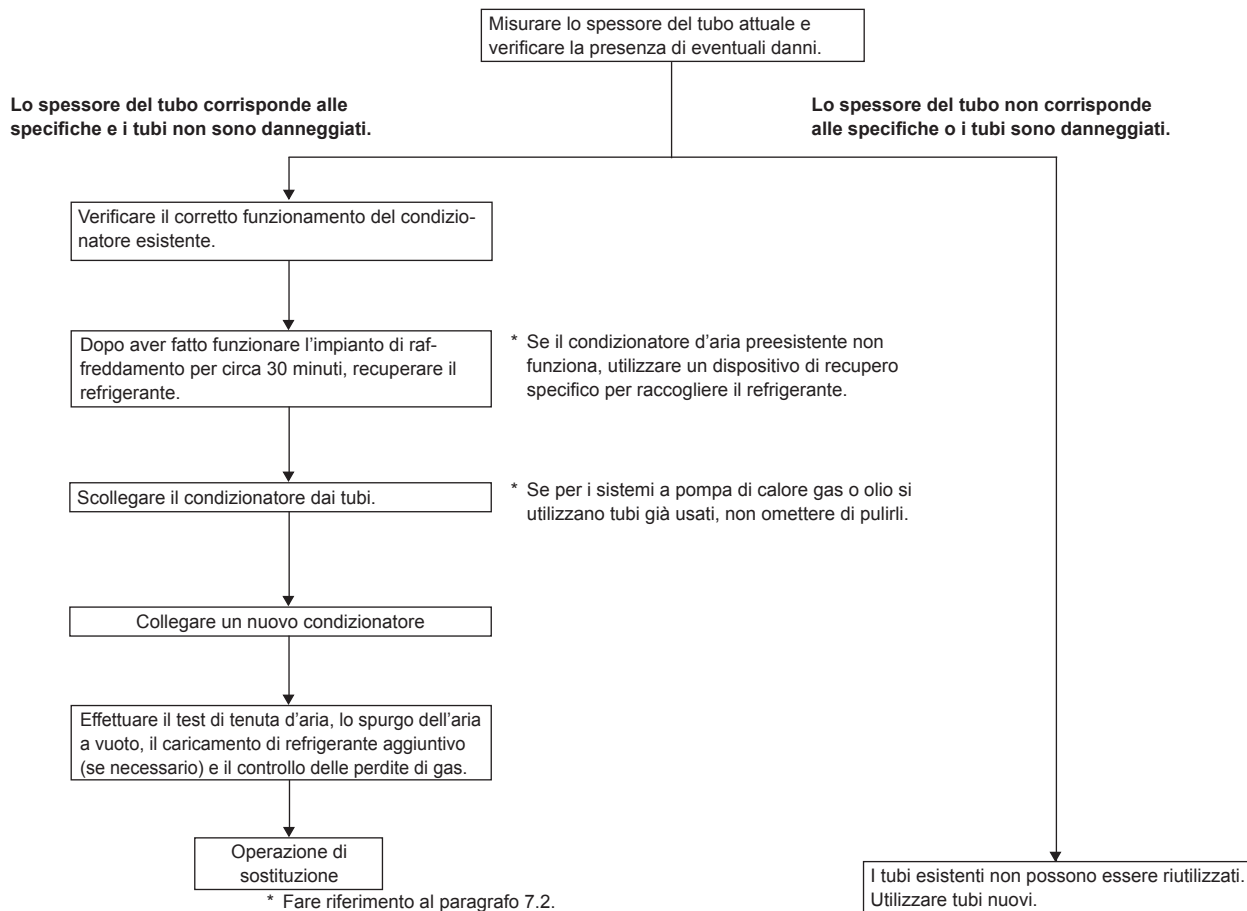 Misurare lo spessore del tubo attuale e
verificare la presenza di eventuali danni.
Lo spessore del tubo corrisponde alle
specifiche e i tubi non sono danneggiati.
Lo spessore del tubo non corrisponde
alle specifiche o i tubi sono danneggiati.
Verificare il corretto funzionamento del condizio-
natore esistente.
Dopo aver fatto funzionare l'impianto di raf-
freddamento per circa 30 minuti, recuperare il
refrigerante.
* Se il condizionatore d'aria preesistente non
funziona, utilizzare un dispositivo di recupero
specifico per raccogliere il refrigerante.
Scollegare il condizionatore dai tubi.
* Se per i sistemi a pompa di calore gas o olio si
utilizzano tubi già usati, non omettere di pulirli.
Collegare un nuovo condizionatore
Effettuare il test di tenuta d'aria, lo spurgo dell'aria
a vuoto, il caricamento di refrigerante aggiuntivo
(se necessario) e il controllo delle perdite di gas.
Operazione di
sostituzione
* Fare riferimento al paragrafo 7.2.
I tubi esistenti non possono essere riutilizzati.
Utilizzare tubi nuovi.